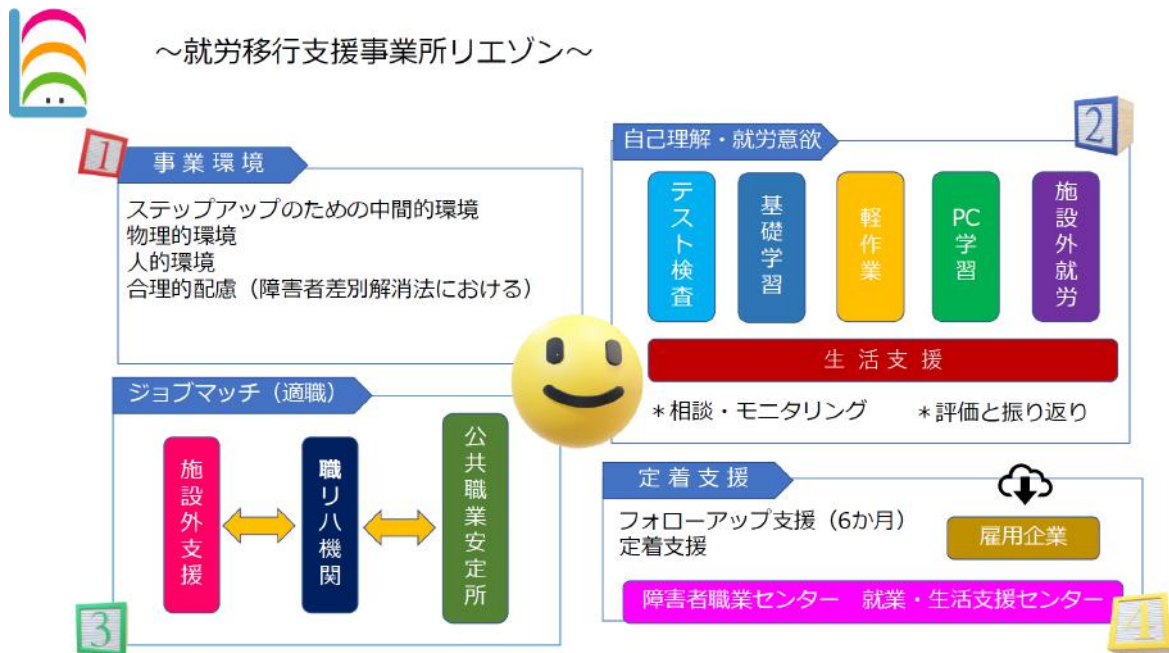 ～就労移行支援事業所リエゾン～
1
事業環境
ステップアップのための中間的環境
物理的環境
人的環境
合理的配慮（障害者差別解消法における）
2
自己理解・就労意欲
テスト検査
基礎学習
軽作業
PC学習
施設外就労
生活支援
＊相談・モニタリング
＊評価と振り返り
3
ジョブマッチ（適職）
施設外支援
職リハ機関
公共職業安定所
4
定着支援
フォローアップ支援（6か月）
定着支援
雇用企業
障害者職業センター　就業・生活支援センター